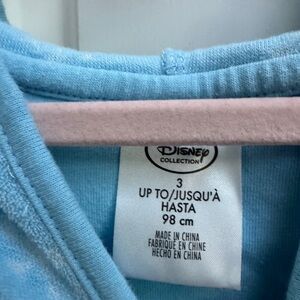 Disney
COLLECTION
3
UP TO/JUSQU'À
HASTA
98 cm
MADE IN CHINA
FABRIQUÉ EN CHINE
HECHO EN CHINA